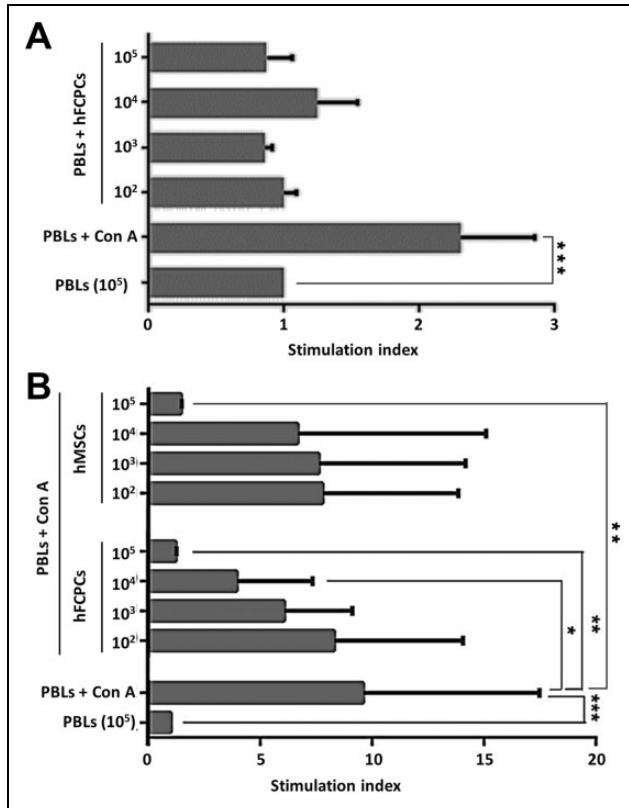 A
PBLs + hFCPCs
10⁵
10⁴
10³
10²
PBLs + Con A
PBLs (10⁵)
***
0 1 2 3
Stimulation index
B
PBLs + Con A
hMSCs
10⁵
10⁴
10³
10²
hFCPCs
10⁵
10⁴
10³
10²
PBLs + Con A
PBLs (10⁵)
**
**
*
***
0 5 10 15 20
Stimulation index